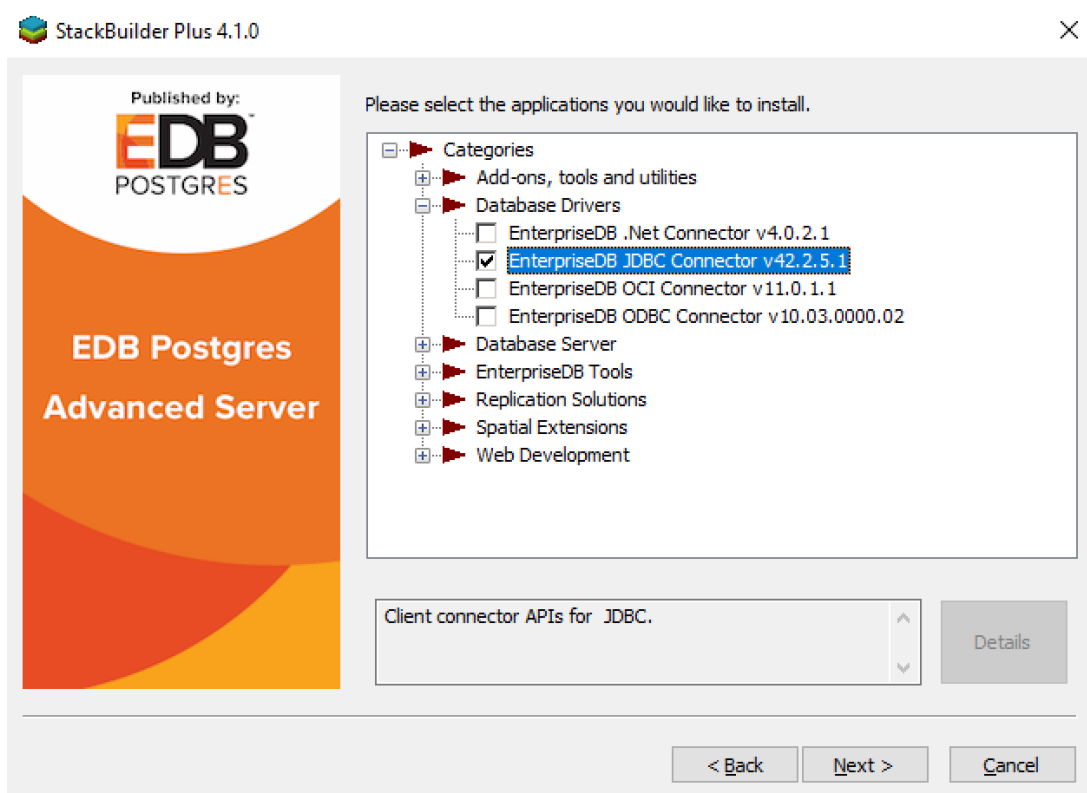 StackBuilder Plus 4.1.0
Published by:
EDB™
POSTGRES
EDB Postgres
Advanced Server
Please select the applications you would like to install.
Categories
Add-ons, tools and utilities
Database Drivers
EnterpriseDB .Net Connector v4.0.2.1
EnterpriseDB JDBC Connector v42.2.5.1
EnterpriseDB OCI Connector v11.0.1.1
EnterpriseDB ODBC Connector v10.03.0000.02
Database Server
EnterpriseDB Tools
Replication Solutions
Spatial Extensions
Web Development
Client connector APIs for  JDBC.
Details
< Back
Next >
Cancel